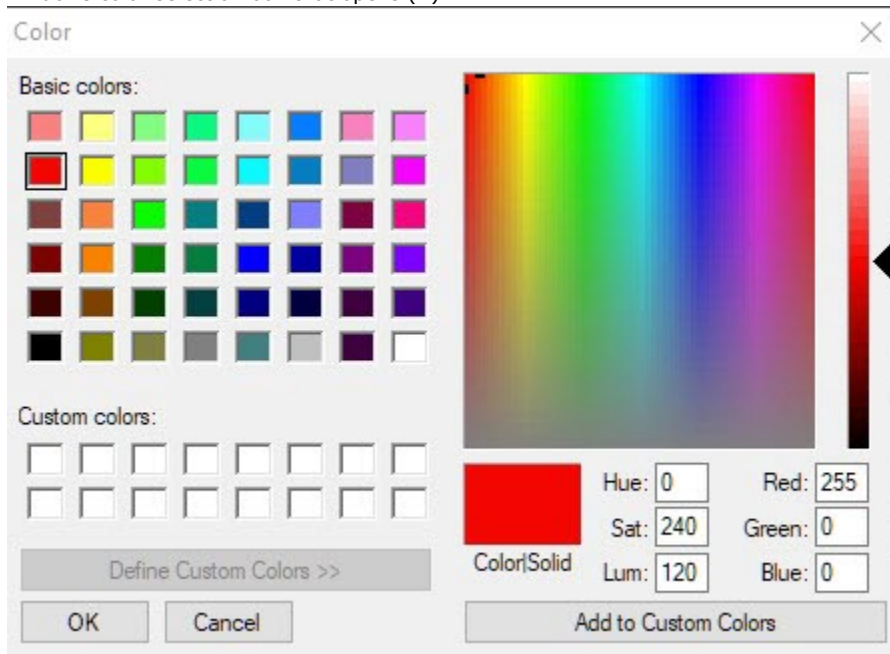 Color
Basic colors:
Custom colors:
Define Custom Colors >>
OK Cancel
Color|Solid
Hue: 0 Red: 255
Sat: 240 Green: 0
Lum: 120 Blue: 0
Add to Custom Colors